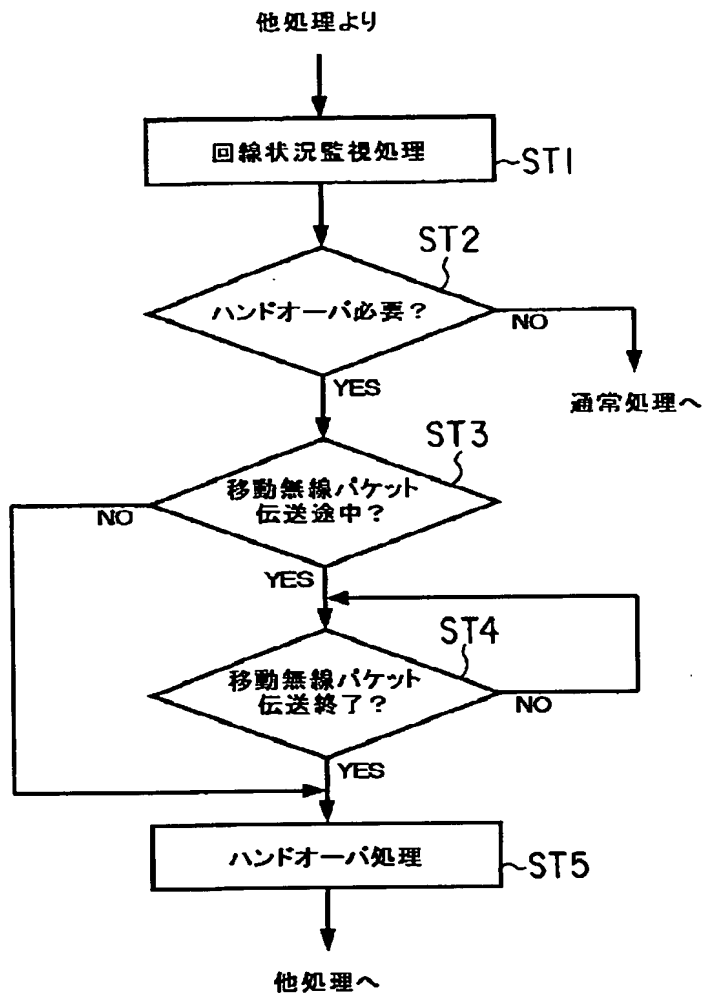 他処理より
回線状況監視処理
ST1
ST2
ハンドオーバ必要?
NO
YES
通常処理へ
ST3
移動無線パケット
伝送途中?
NO
YES
ST4
移動無線パケット
伝送終了?
NO
YES
ハンドオーバ処理
ST5
他処理へ